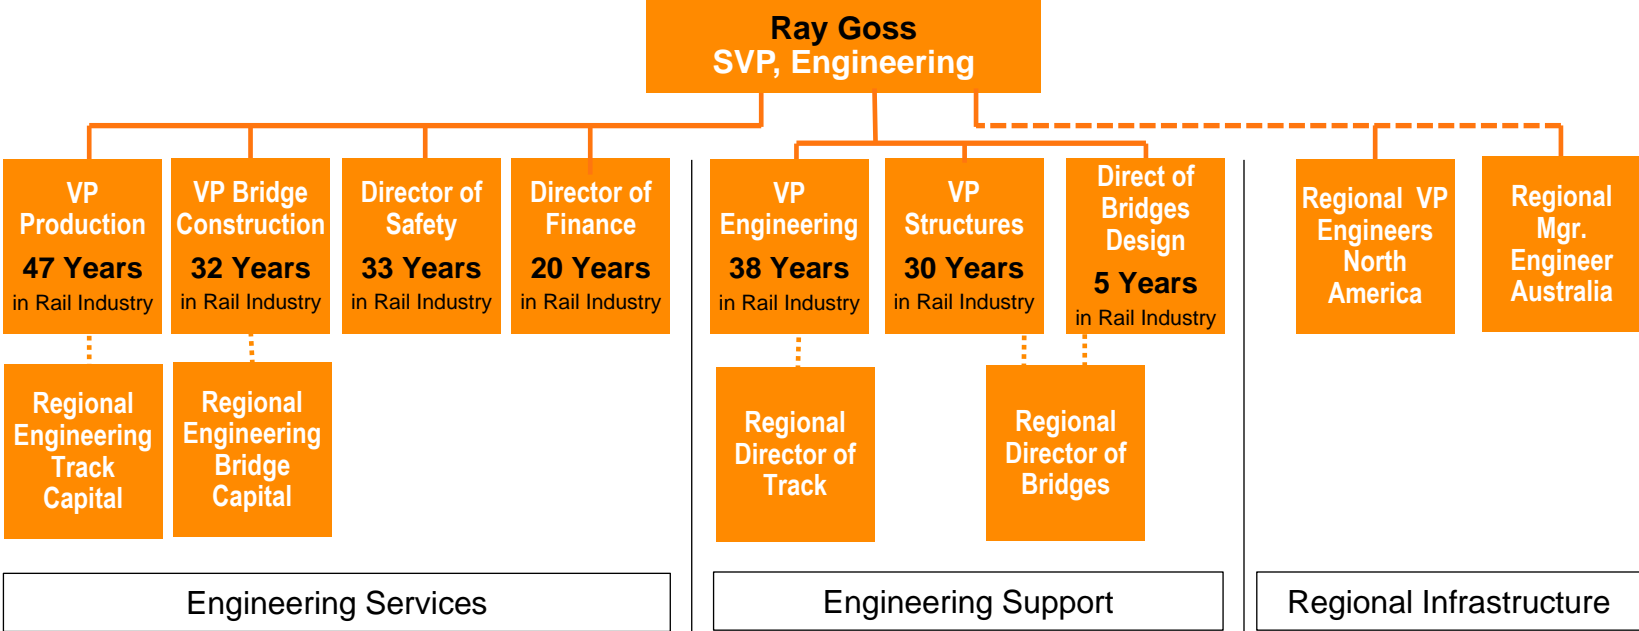 Ray Goss
SVP, Engineering
VP
Production
47 Years
in Rail Industry
VP Bridge
Construction
32 Years
in Rail Industry
Director of
Safety
33 Years
in Rail Industry
Director of
Finance
20 Years
in Rail Industry
VP
Engineering
38 Years
in Rail Industry
VP
Structures
30 Years
in Rail Industry
Direct of
Bridges
Design
5 Years
in Rail Industry
Regional VP
Engineers
North
America
Regional
Mgr.
Engineer
Australia
Regional
Engineering
Track
Capital
Regional
Engineering
Bridge
Capital
Regional
Director of
Track
Regional
Director of
Bridges
Engineering Services
Engineering Support
Regional Infrastructure